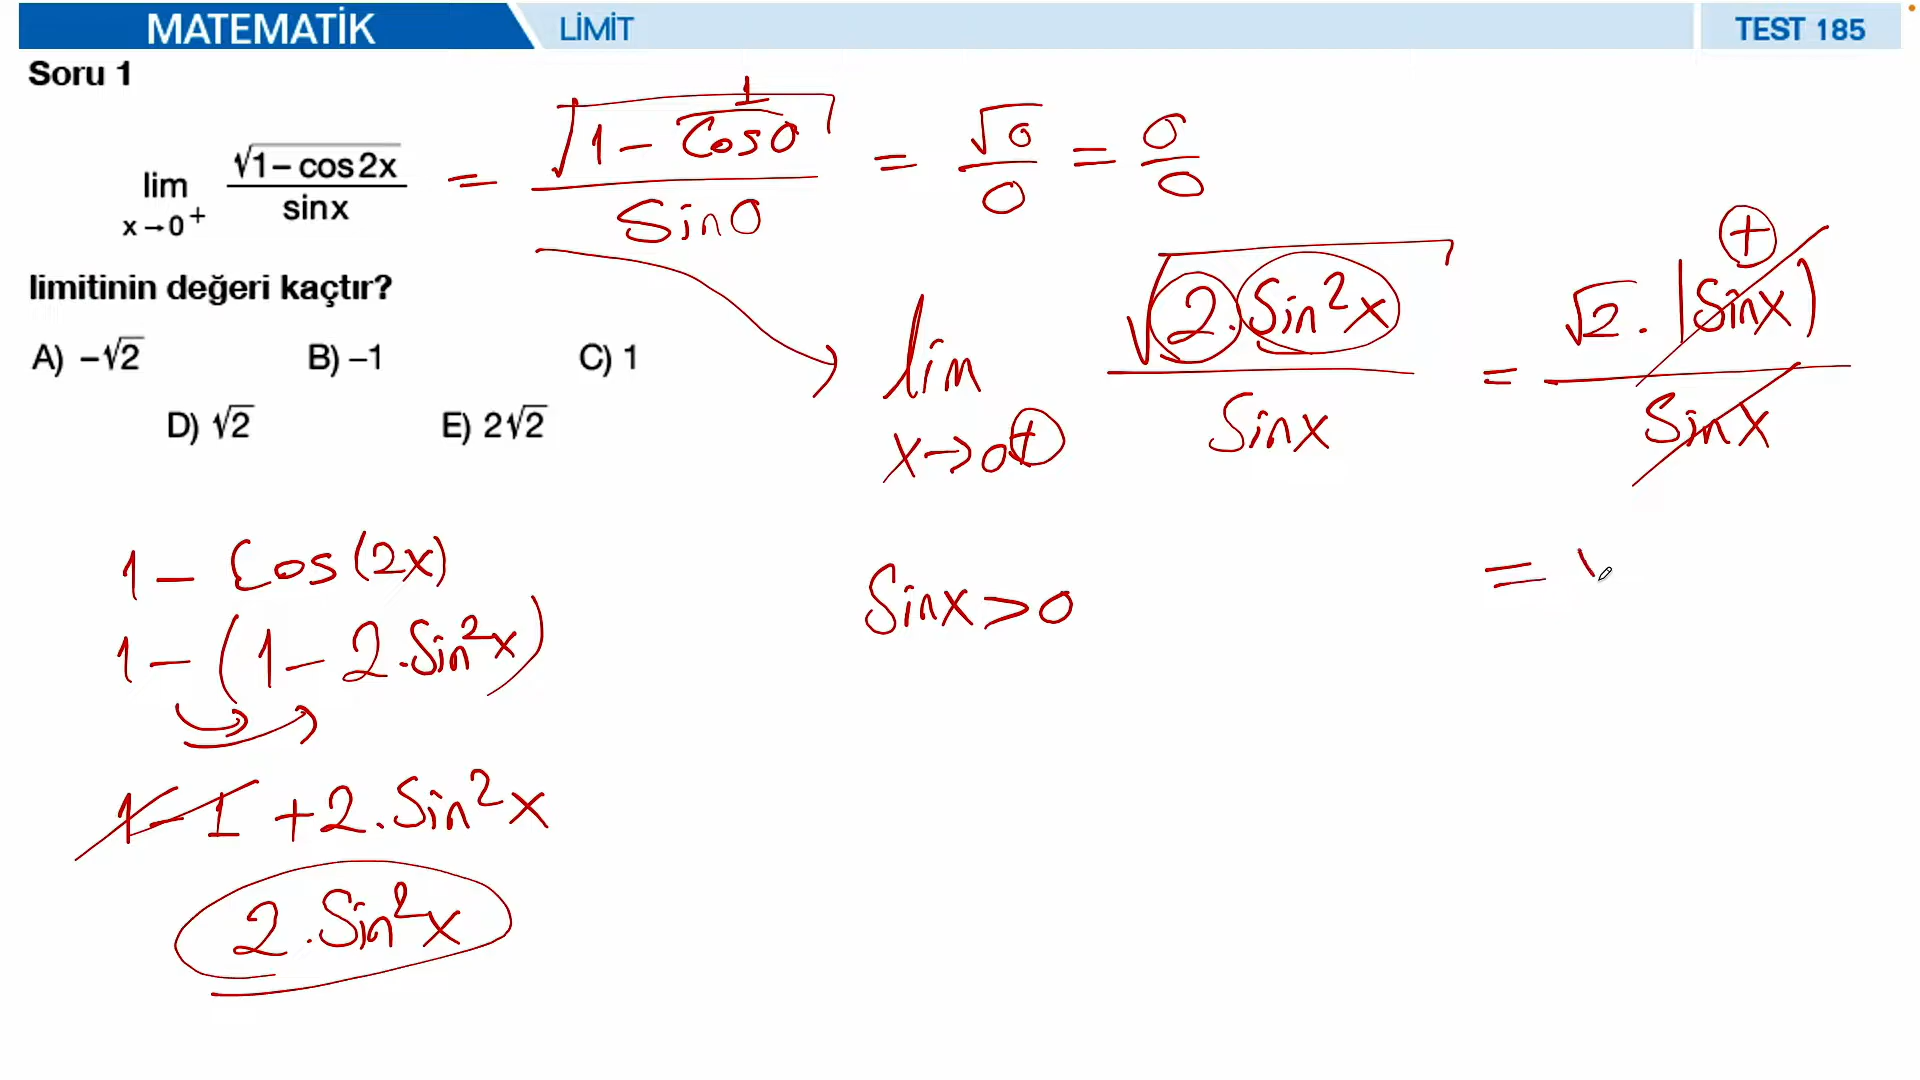 MATEMATİK
LİMİT
TEST 185
Soru 1
lim x→0⁺ √(1−cos2x) / sinx = √(1 − Cos0) / Sin0 = √0 / 0 = 0 / 0
1
limitinin değeri kaçtır?
A) −√2 B) −1 C) 1
D) √2 E) 2√2
lim x→0⁺ √(2.Sin²x) / Sinx = √2 . |Sinx| / Sinx
+
Sinx > 0
=
1 − Cos(2x)
1 − (1 − 2.Sin²x)
1 − 1 + 2.Sin²x
2.Sin²x